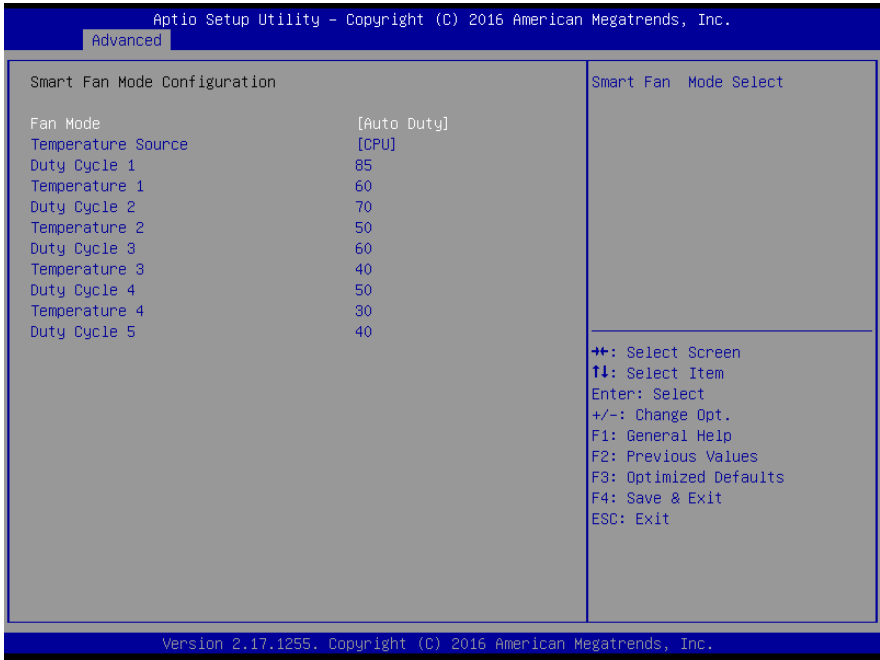 Aptio Setup Utility – Copyright (C) 2016 American Megatrends, Inc.
Advanced
Smart Fan Mode Configuration
Fan Mode [Auto Duty]
Temperature Source [CPU]
Duty Cycle 1 85
Temperature 1 60
Duty Cycle 2 70
Temperature 2 50
Duty Cycle 3 60
Temperature 3 40
Duty Cycle 4 50
Temperature 4 30
Duty Cycle 5 40
Smart Fan Mode Select
→←: Select Screen
↑↓: Select Item
Enter: Select
+/-: Change Opt.
F1: General Help
F2: Previous Values
F3: Optimized Defaults
F4: Save & Exit
ESC: Exit
Version 2.17.1255. Copyright (C) 2016 American Megatrends, Inc.